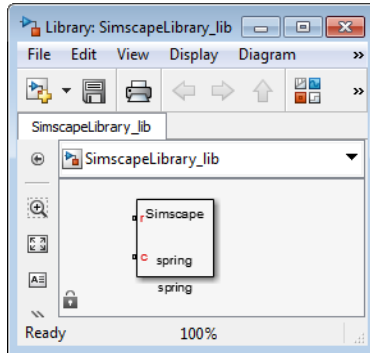 Library: SimscapeLibrary_lib
File Edit View Display Diagram »
»
SimscapeLibrary_lib
SimscapeLibrary_lib
r Simscape
c spring
spring
A≡
»
Ready 100%